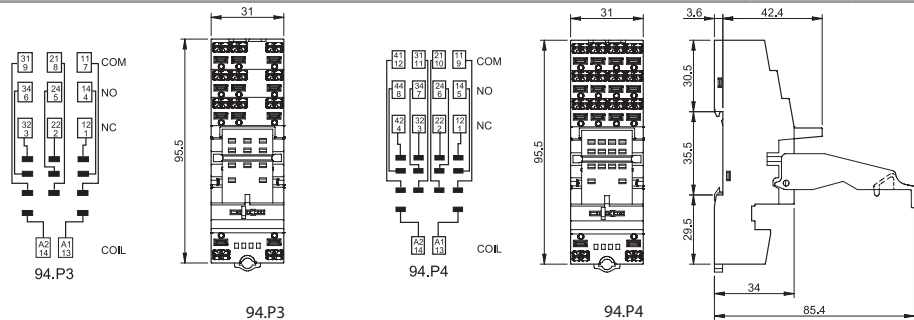 31 9 21 8 11 7 COM
34 6 24 5 14 4 NO
32 3 22 2 12 1 NC
A2 14 A1 13 COIL
94.P3
31
95.5
94.P3
41 12 31 11 21 10 11 9 COM
44 8 34 7 24 6 14 5 NO
42 4 32 3 22 2 12 1 NC
A2 14 A1 13 COIL
94.P4
31
95.5
94.P4
3.6 42.4
30.5
35.5
29.5
34
85.4